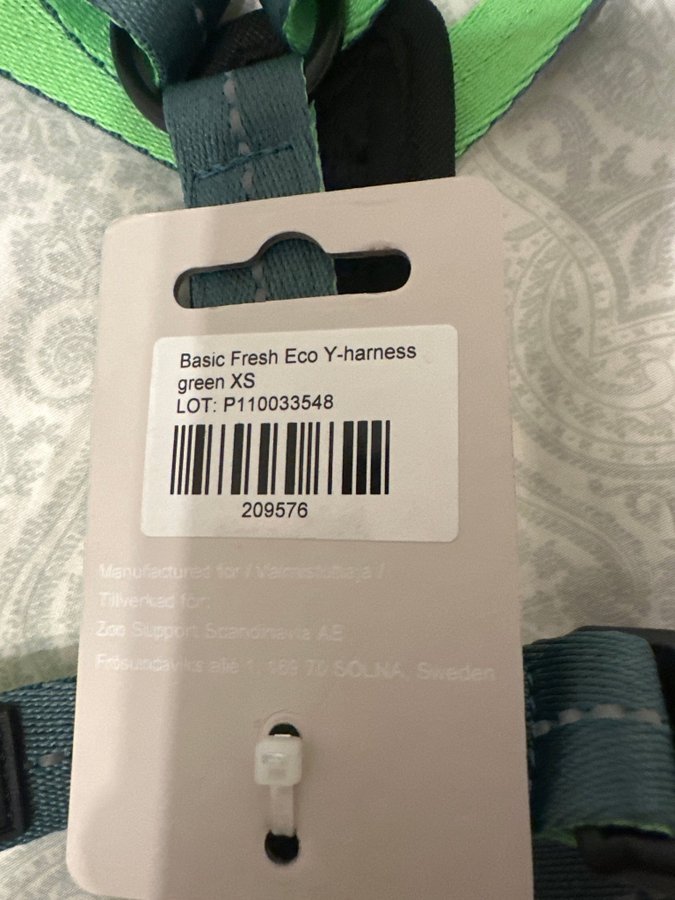 Basic Fresh Eco Y-harness
green XS
LOT: P110033548
209576
Manufactured for / Valmistuttaja /
Tillverkad för:
Zoo Support Scandinavia AB
Frösundaviks allé 1, 169 70 SOLNA, Sweden